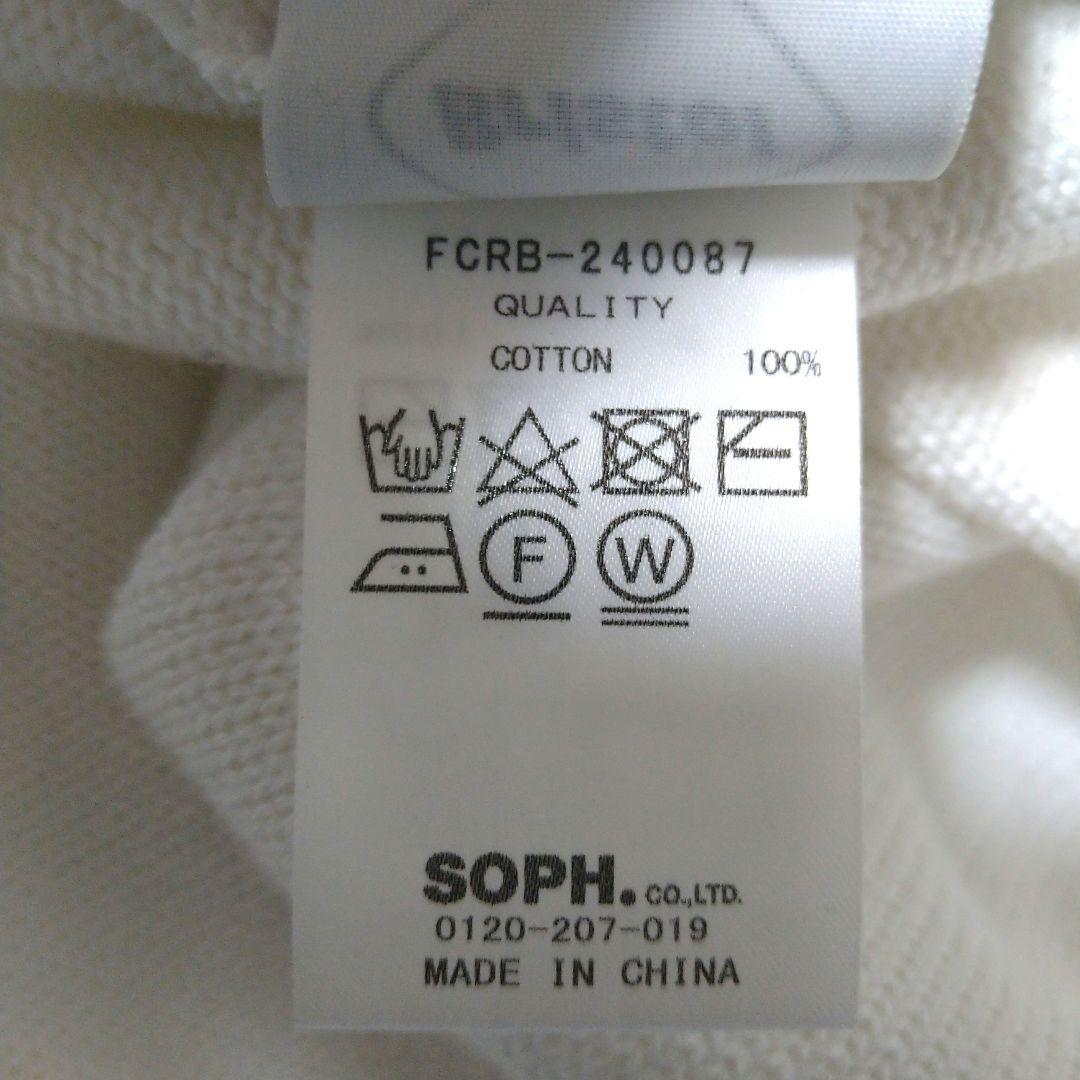 FCRB-240087
QUALITY
COTTON 100%
F W
SOPH. CO.,LTD.
0120-207-019
MADE IN CHINA